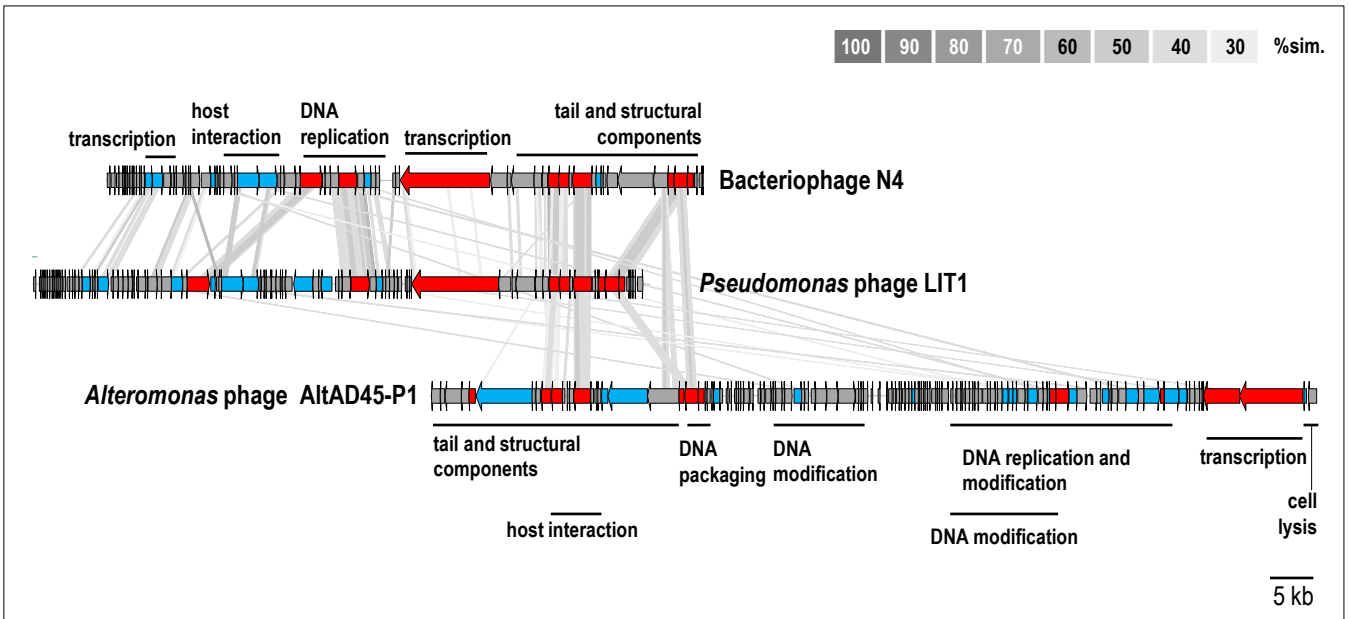 100 90 80 70 60 50 40 30 %sim.
transcription
host
interaction
DNA
replication
transcription
tail and structural
components
Bacteriophage N4
Pseudomonas phage LIT1
Alteromonas phage AltAD45-P1
tail and structural
components
DNA
packaging
DNA
modification
DNA replication and
modification
transcription
cell
lysis
host interaction
DNA modification
5 kb